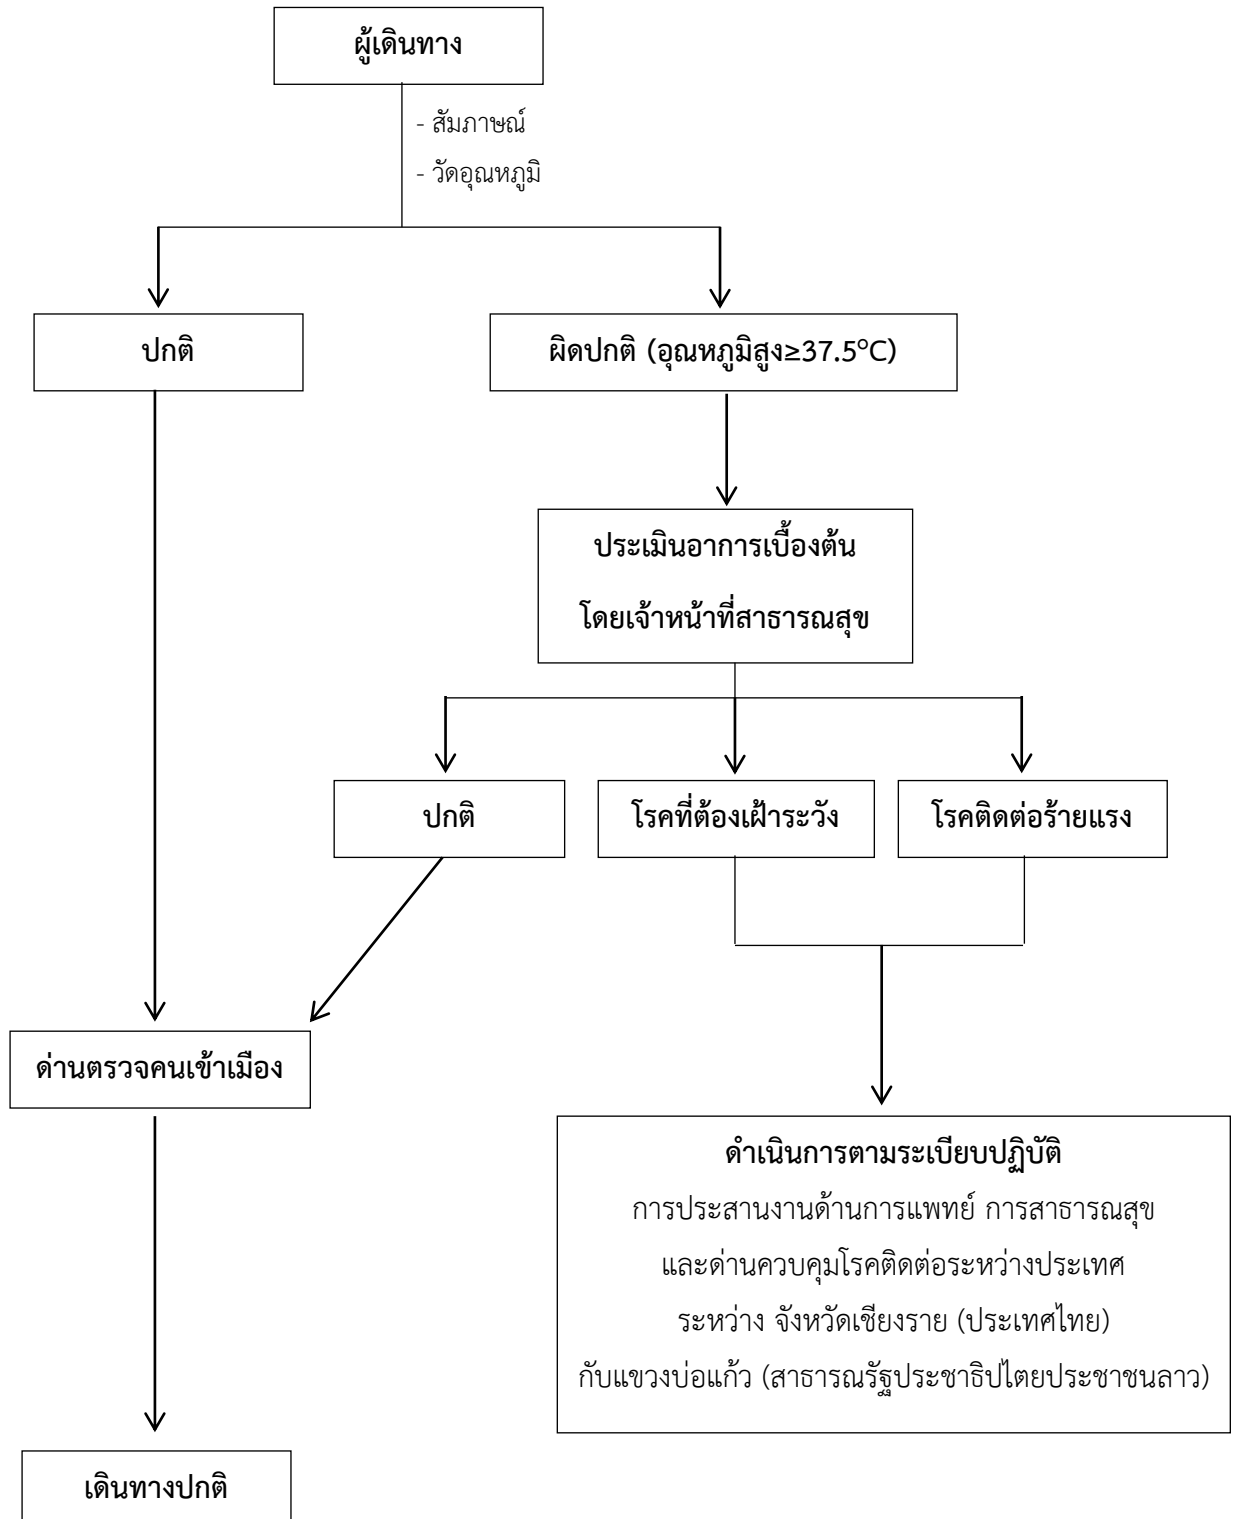 ผู้เดินทาง
- สัมภาษณ์
- วัดอุณหภูมิ
ปกติ
ผิดปกติ (อุณหภูมิสูง≥37.5°C)
ประเมินอาการเบื้องต้น
โดยเจ้าหน้าที่สาธารณสุข
ปกติ
โรคที่ต้องเฝ้าระวัง
โรคติดต่อร้ายแรง
ด่านตรวจคนเข้าเมือง
ดำเนินการตามระเบียบปฏิบัติ
การประสานงานด้านการแพทย์ การสาธารณสุข
และด่านควบคุมโรคติดต่อระหว่างประเทศ
ระหว่าง จังหวัดเชียงราย (ประเทศไทย)
กับแขวงบ่อแก้ว (สาธารณรัฐประชาธิปไตยประชาชนลาว)
เดินทางปกติ